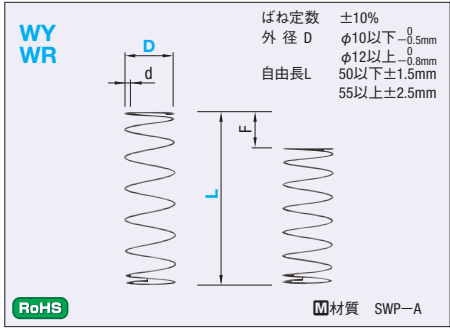 WY
WR
ばね定数 ±10%
外 径 D φ10以下 0 −0.5mm
φ12以上 0 −0.8mm
自由長L 50以下±1.5mm
55以上±2.5mm
D
d
F
L
RoHS
M材質 SWP−A